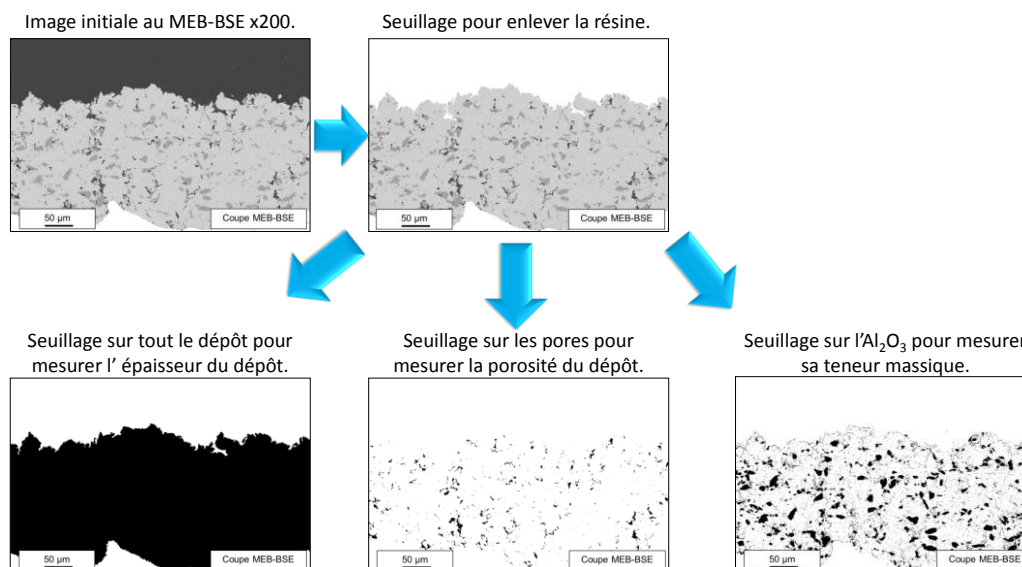 Image initiale au MEB-BSE x200.
Seuillage pour enlever la résine.
50 µm
Coupe MEB-BSE
50 µm
Coupe MEB-BSE
Seuillage sur tout le dépôt pour
mesurer l’ épaisseur du dépôt.
Seuillage sur les pores pour
mesurer la porosité du dépôt.
Seuillage sur l’Al₂O₃ pour mesurer
sa teneur massique.
50 µm
Coupe MEB-BSE
50 µm
Coupe MEB-BSE
50 µm
Coupe MEB-BSE